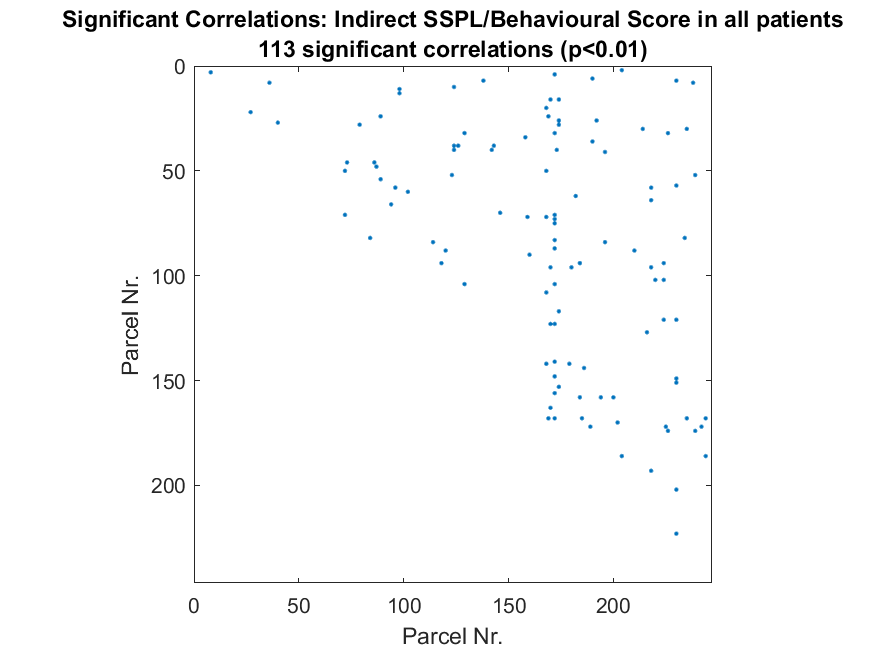 Significant Correlations: Indirect SSPL/Behavioural Score in all patients
113 significant correlations (p<0.01)
0
50
100
150
200
Parcel Nr.
0
50
100
150
200
Parcel Nr.